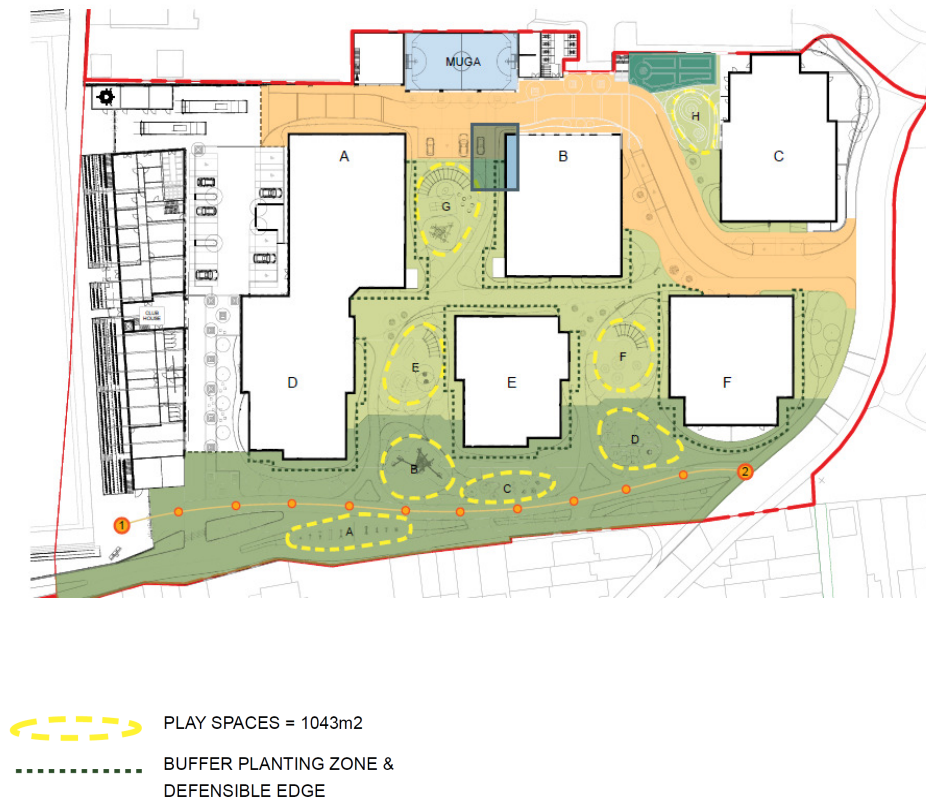 MUGA
A
B
C
H
G
CLUB
HOUSE
D
E
E
F
F
B
C
D
A
1
2
PLAY SPACES = 1043m2
BUFFER PLANTING ZONE &
DEFENSIBLE EDGE